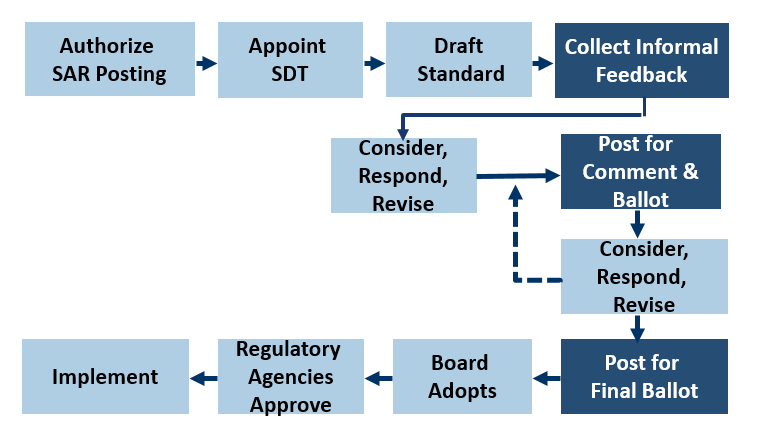 Authorize
SAR Posting
Appoint
SDT
Draft
Standard
Collect Informal
Feedback
Consider,
Respond,
Revise
Post for
Comment &
Ballot
Consider,
Respond,
Revise
Implement
Regulatory
Agencies
Approve
Board
Adopts
Post for
Final Ballot